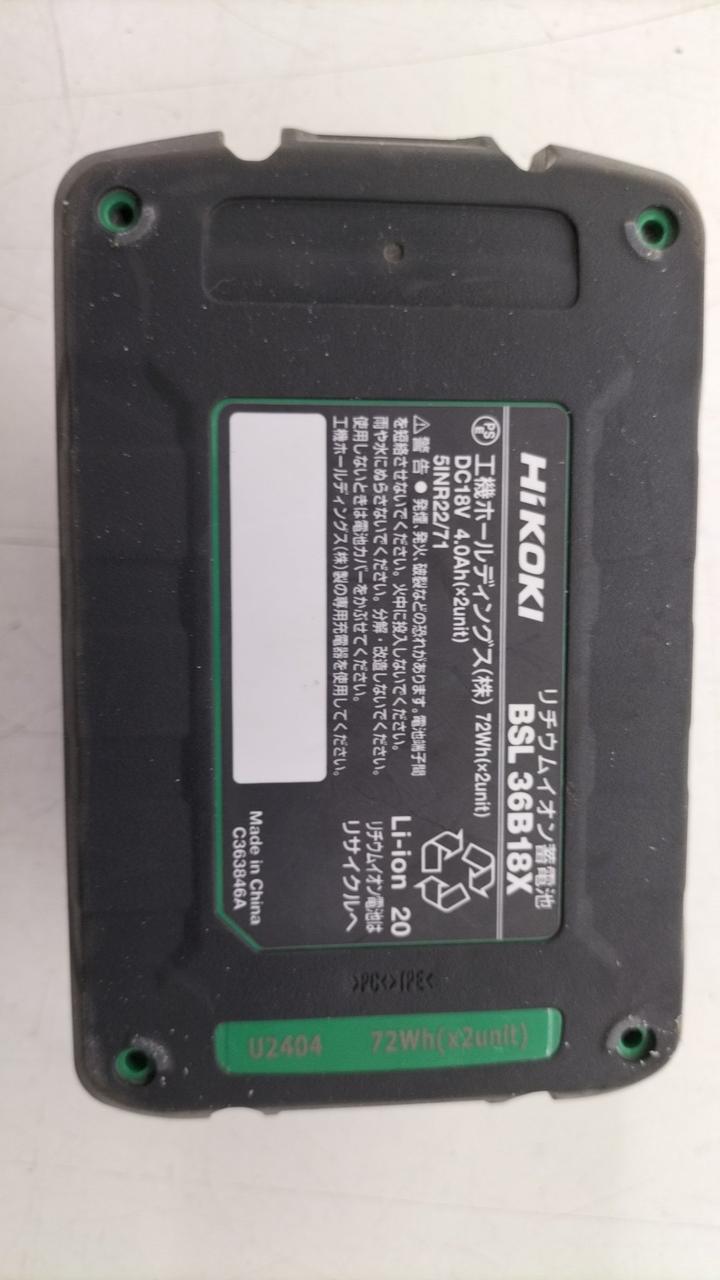 HiKOKI
リチウムイオン蓄電池
BSL 36B18X
PSE
工機ホールディングス(株) 72Wh(×2unit)
DC18V 4.0Ah(×2unit)
5INR22/71
⚠警告 ● 発煙、発火、破裂などの恐れがあります。電池端子間
を短絡させないでください。火中に投入しないでください。
雨や水にぬらさないでください。分解・改造しないでください。
使用しないときは電池カバーをかぶせてください。
工機ホールディングス(株)製の専用充電器を使用してください。
Li-ion 20
リチウムイオン電池は
リサイクルへ
Made in China
C363846A
>PC<>TPE<
U2404 72Wh(x2unit)